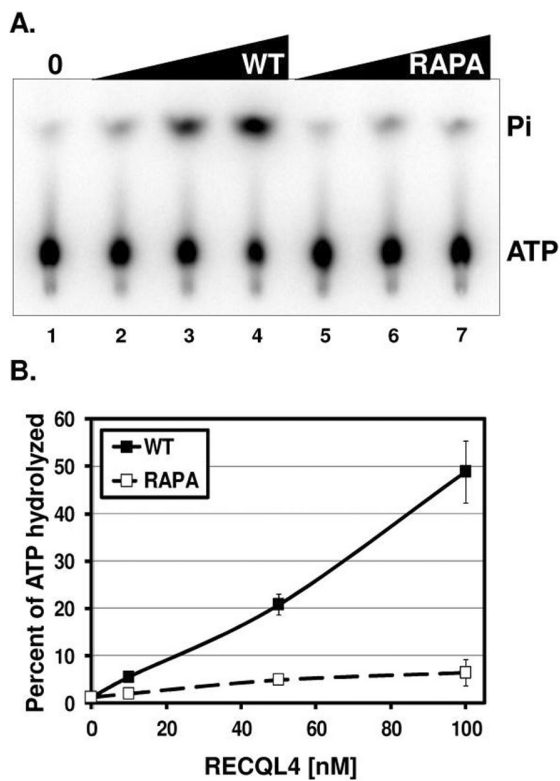 A.
0 WT RAPA
Pi
ATP
1 2 3 4 5 6 7
B.
60
50
40
30
20
10
0
Percent of ATP hydrolyzed
WT
RAPA
0 20 40 60 80 100
RECQL4 [nM]